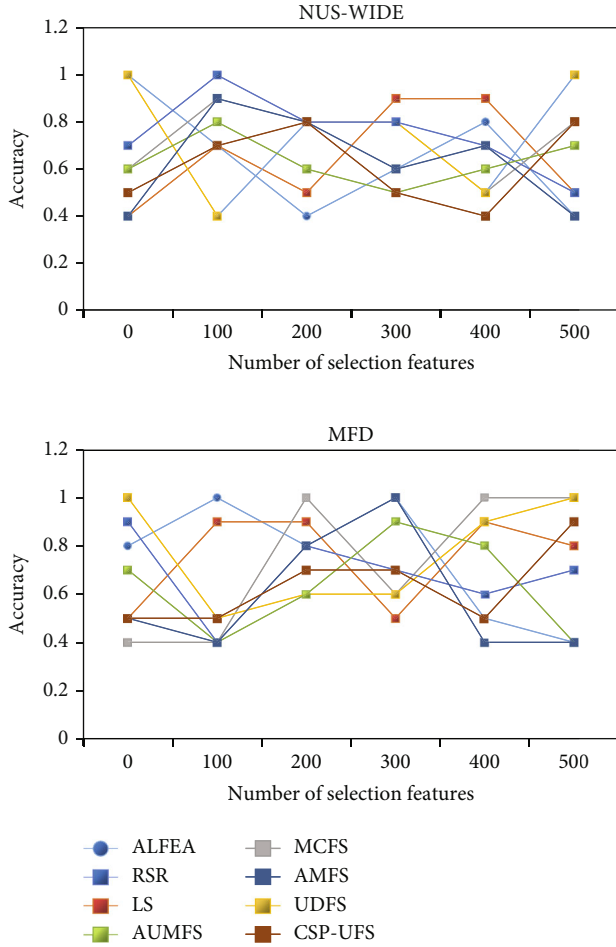 NUS-WIDE
1.2
1
0.8
0.6
0.4
0.2
0
Accuracy
0 100 200 300 400 500
Number of selection features
MFD
1.2
1
0.8
0.6
0.4
0.2
0
Accuracy
0 100 200 300 400 500
Number of selection features
ALFEA MCFS
RSR AMFS
LS UDFS
AUMFS CSP-UFS